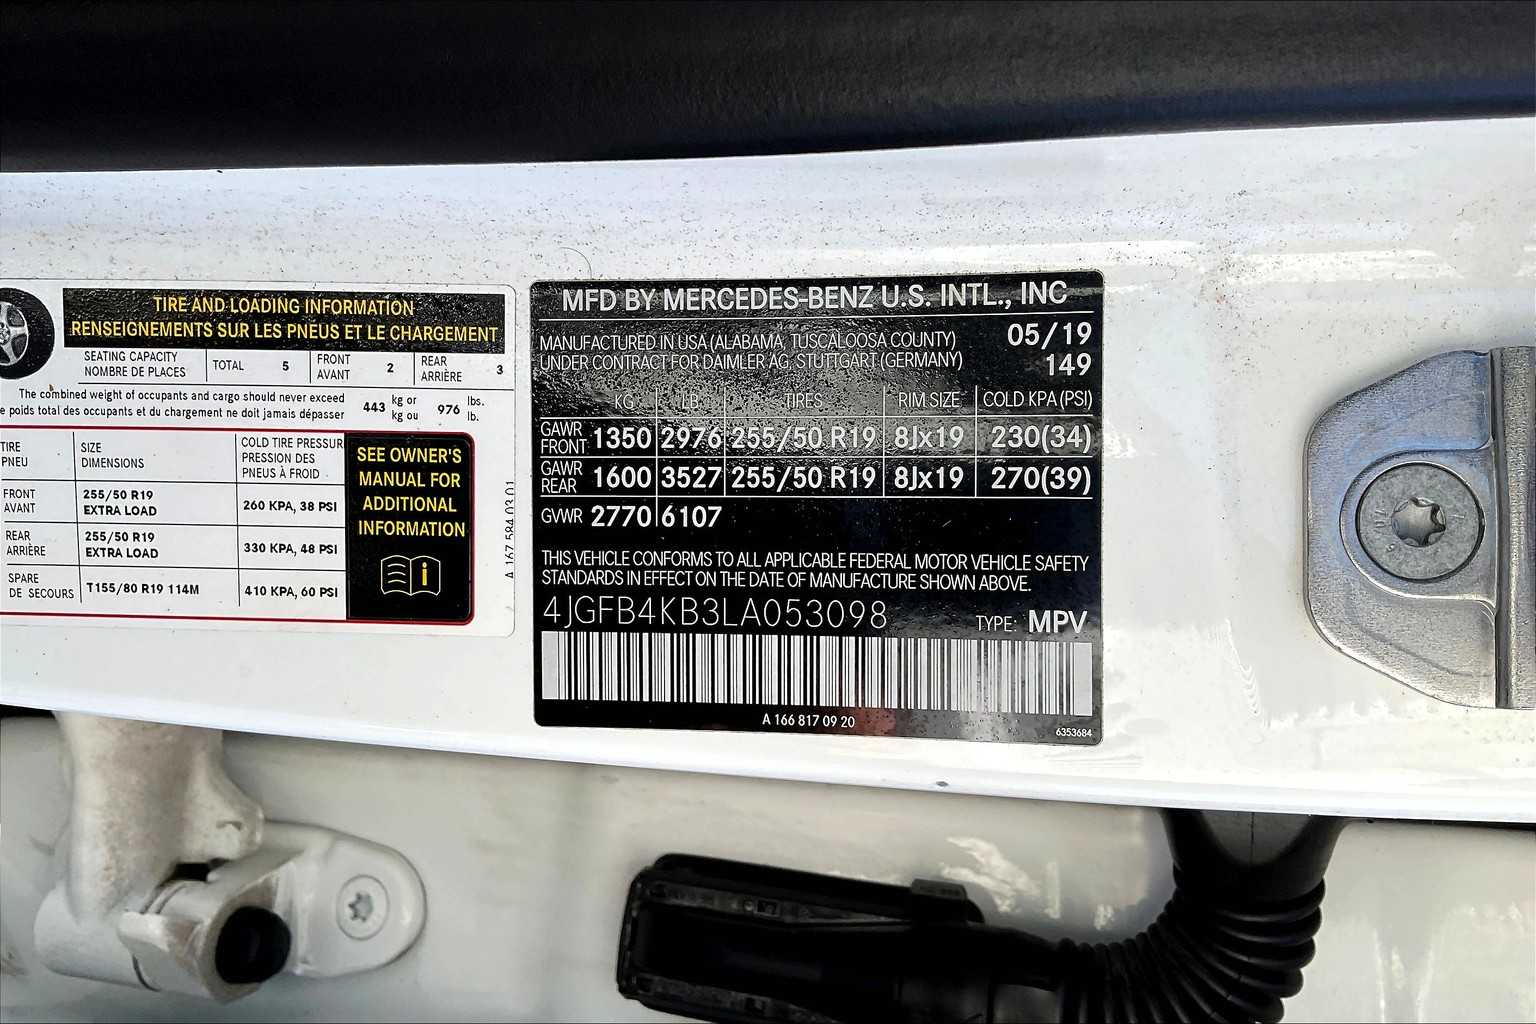 TIRE AND LOADING INFORMATION
RENSEIGNEMENTS SUR LES PNEUS ET LE CHARGEMENT
SEATING CAPACITY
NOMBRE DE PLACES
TOTAL 5
FRONT
AVANT 2
REAR
ARRIÈRE 3
The combined weight of occupants and cargo should never exceed
e poids total des occupants et du chargement ne doit jamais dépasser
443 kg or
kg ou
976 lbs.
lb.
TIRE
PNEU
SIZE
DIMENSIONS
COLD TIRE PRESSUR
PRESSION DES
PNEUS À FROID
FRONT
AVANT
255/50 R19
EXTRA LOAD
260 KPA, 38 PSI
REAR
ARRIÈRE
255/50 R19
EXTRA LOAD
330 KPA, 48 PSI
SPARE
DE SECOURS
T155/80 R19 114M
410 KPA, 60 PSI
SEE OWNER'S
MANUAL FOR
ADDITIONAL
INFORMATION
i
A 167 584 03 01
MFD BY MERCEDES-BENZ U.S. INTL., INC
MANUFACTURED IN USA (ALABAMA, TUSCALOOSA COUNTY) 05/19
UNDER CONTRACT FOR DAIMLER AG, STUTTGART (GERMANY) 149
KG LB TIRES RIM SIZE COLD KPA (PSI)
GAWR
FRONT 1350 2976 255/50 R19 8Jx19 230(34)
GAWR
REAR 1600 3527 255/50 R19 8Jx19 270(39)
GVWR 2770 6107
THIS VEHICLE CONFORMS TO ALL APPLICABLE FEDERAL MOTOR VEHICLE SAFETY
STANDARDS IN EFFECT ON THE DATE OF MANUFACTURE SHOWN ABOVE.
4JGFB4KB3LA053098 TYPE: MPV
A 166 817 09 20
6353684